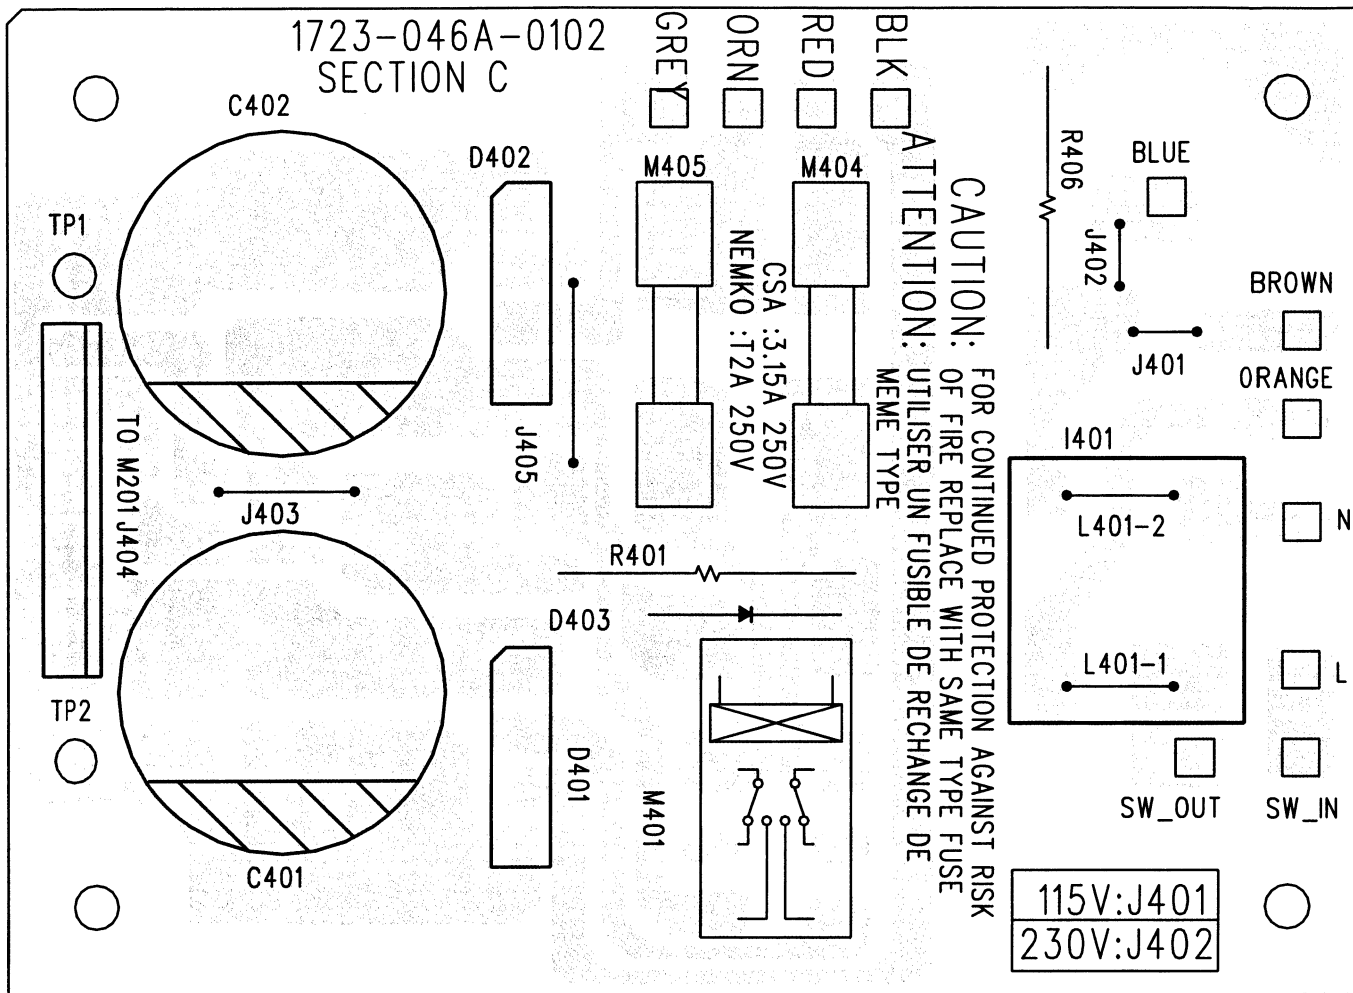 1723-046A-0102
SECTION C
GREY
ORN
RED
BLK
C402
D402
M405
M404
R406
BLUE
TP1
J402
BROWN
J401
ORANGE
CAUTION: FOR CONTINUED PROTECTION AGAINST RISK
OF FIRE REPLACE WITH SAME TYPE FUSE
ATTENTION: UTILISER UN FUSIBLE DE RECHANGE DE
MEME TYPE
CSA :3.15A 250V
NEMKO :T2A 250V
J405
TO M201 J404
J403
I401
L401-2
N
R401
D403
L401-1
L
TP2
D401
M401
SW_OUT
SW_IN
C401
115V:J401
230V:J402